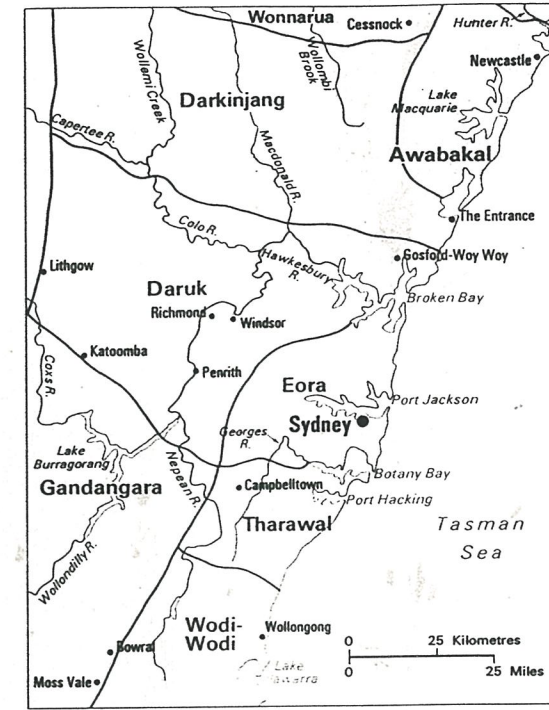 Wonnarua
Cessnock
Hunter R.
Newcastle
Wollemi Creek
Wollombi
Brook
Lake
Macquarie
Darkinjang
Capertee R.
Macdonald R.
Awabakal
The Entrance
Colo R.
Hawkesbury
R.
Gosford-Woy Woy
Lithgow
Daruk
Broken Bay
Richmond
Windsor
Katoomba
Coxs R.
Penrith
Eora
Port Jackson
Sydney
Georges
R.
Lake
Burragorang
Nepean R.
Botany Bay
Gandangara
Campbelltown
Port Hacking
Tharawal
Tasman
Sea
Wollondilly R.
Wodi-
Wodi
Wollongong
0 25 Kilometres
0 25 Miles
Bowral
Lake
Moss Vale